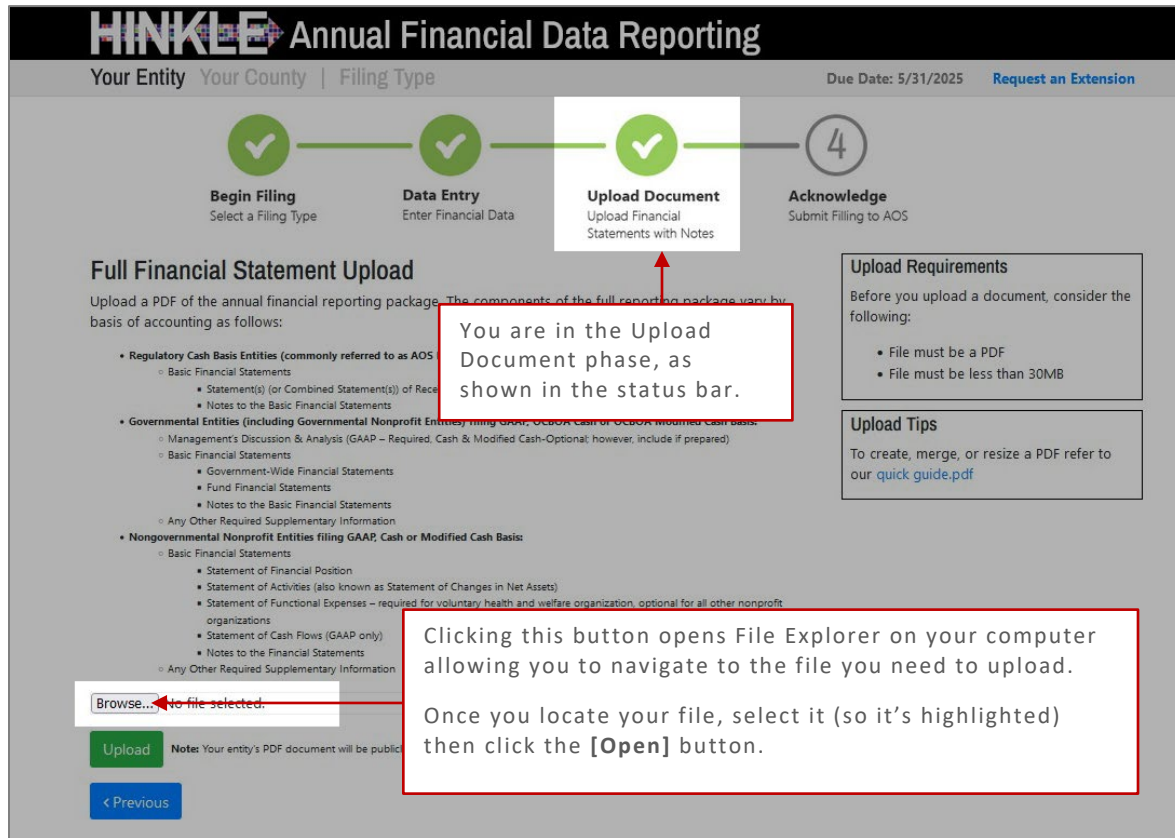 HINKLE Annual Financial Data Reporting
Your Entity Your County | Filing Type
Due Date: 5/31/2025 Request an Extension
4
Begin Filing
Select a Filing Type
Data Entry
Enter Financial Data
Upload Document
Upload Financial
Statements with Notes
Acknowledge
Submit Filling to AOS
Full Financial Statement Upload
Upload a PDF of the annual financial reporting package. The components of the full reporting package vary by
basis of accounting as follows:
• Regulatory Cash Basis Entities (commonly referred to as AOS
○ Basic Financial Statements
▪ Statement(s) (or Combined Statement(s)) of Rece
▪ Notes to the Basic Financial Statements
• Governmental Entities (including Governmental Nonprofit Entities) filing GAAP, OCBOA Cash or OCBOA Modified Cash Basis:
○ Management's Discussion & Analysis (GAAP – Required, Cash & Modified Cash-Optional; however, include if prepared)
○ Basic Financial Statements
▪ Government-Wide Financial Statements
▪ Fund Financial Statements
▪ Notes to the Basic Financial Statements
○ Any Other Required Supplementary Information
• Nongovernmental Nonprofit Entities filing GAAP, Cash or Modified Cash Basis:
○ Basic Financial Statements
▪ Statement of Financial Position
▪ Statement of Activities (also known as Statement of Changes in Net Assets)
▪ Statement of Functional Expenses – required for voluntary health and welfare organization, optional for all other nonprofit
organizations
▪ Statement of Cash Flows (GAAP only)
▪ Notes to the Financial Statements
○ Any Other Required Supplementary Information
Browse... No file selected.
Upload Note: Your entity's PDF document will be public
< Previous
Upload Requirements
Before you upload a document, consider the
following:
• File must be a PDF
• File must be less than 30MB
Upload Tips
To create, merge, or resize a PDF refer to
our quick guide.pdf
You are in the Upload
Document phase, as
shown in the status bar.
Clicking this button opens File Explorer on your computer
allowing you to navigate to the file you need to upload.
Once you locate your file, select it (so it's highlighted)
then click the [Open] button.